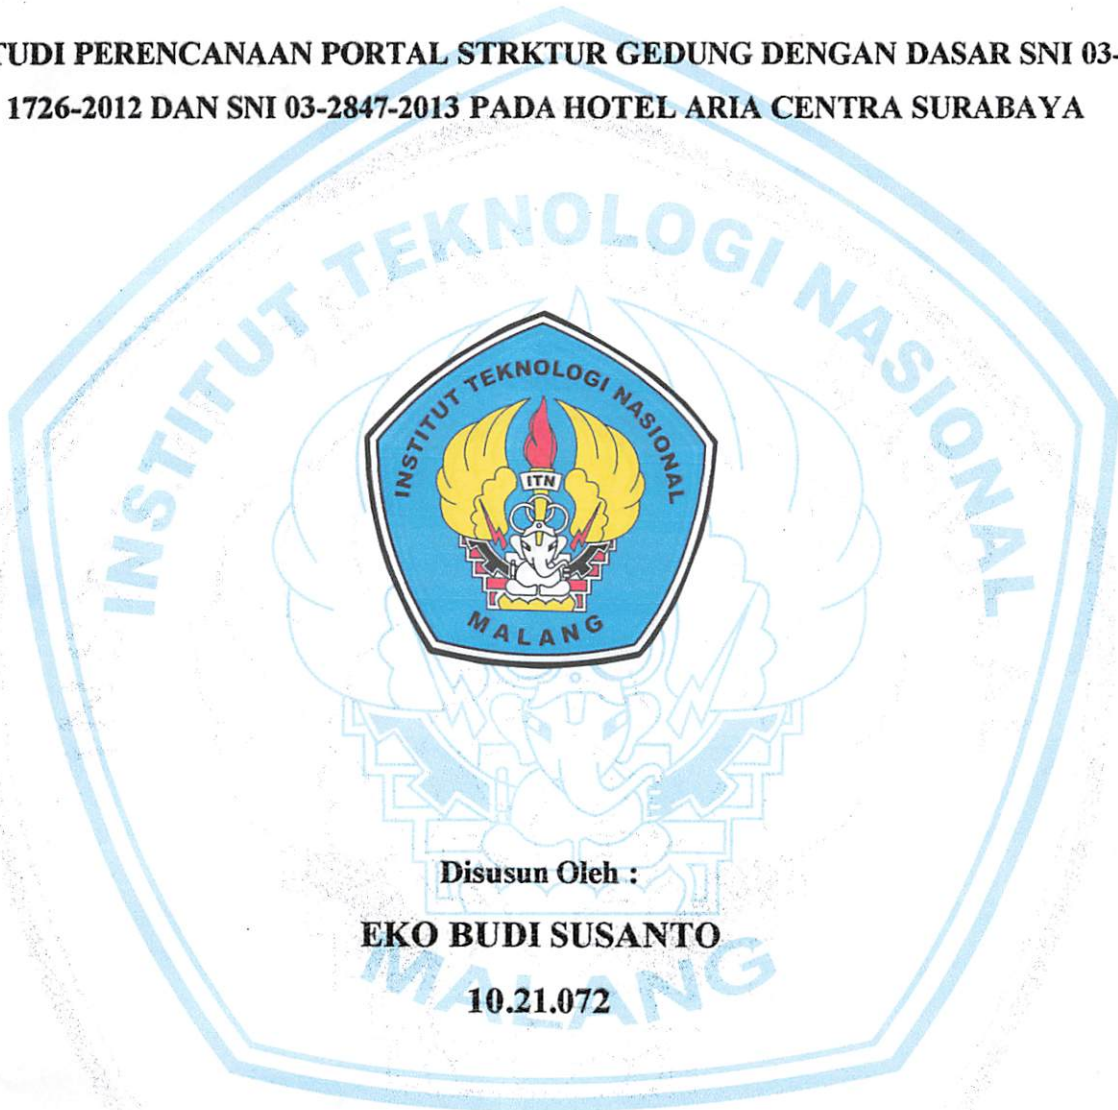 TUDI PERENCANAAN PORTAL STRKTUR GEDUNG DENGAN DASAR SNI 03-
1726-2012 DAN SNI 03-2847-2013 PADA HOTEL ARIA CENTRA SURABAYA
INSTITUT TEKNOLOGI NASIONAL
INSTITUT TEKNOLOGI NASIONAL
ITN
MALANG
Disusun Oleh :
EKO BUDI SUSANTO
MALANG
10.21.072